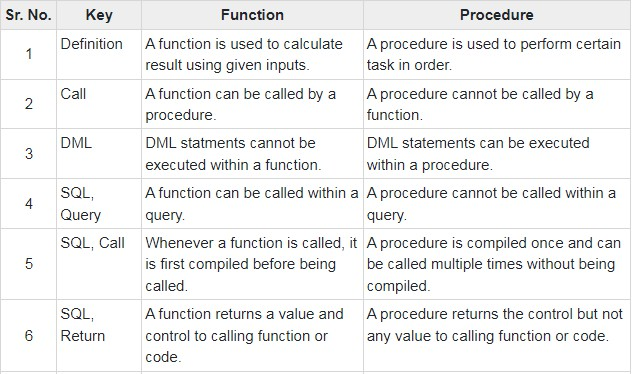 Sr. No. Key Function Procedure
1 Definition A function is used to calculate result using given inputs. A procedure is used to perform certain task in order.
2 Call A function can be called by a procedure. A procedure cannot be called by a function.
3 DML DML statments cannot be executed within a function. DML statements can be executed within a procedure.
4 SQL, Query A function can be called within a query. A procedure cannot be called within a query.
5 SQL, Call Whenever a function is called, it is first compiled before being called. A procedure is compiled once and can be called multiple times without being compiled.
6 SQL, Return A function returns a value and control to calling function or code. A procedure returns the control but not any value to calling function or code.